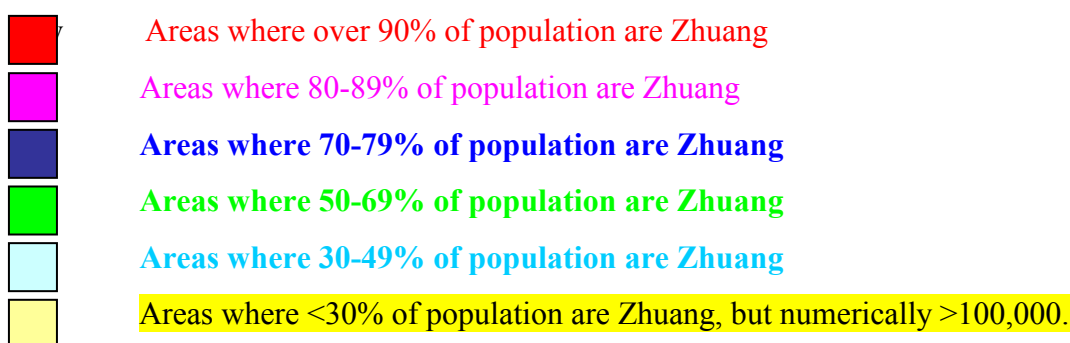 Areas where over 90% of population are Zhuang
Areas where 80-89% of population are Zhuang
Areas where 70-79% of population are Zhuang
Areas where 50-69% of population are Zhuang
Areas where 30-49% of population are Zhuang
Areas where <30% of population are Zhuang, but numerically >100,000.